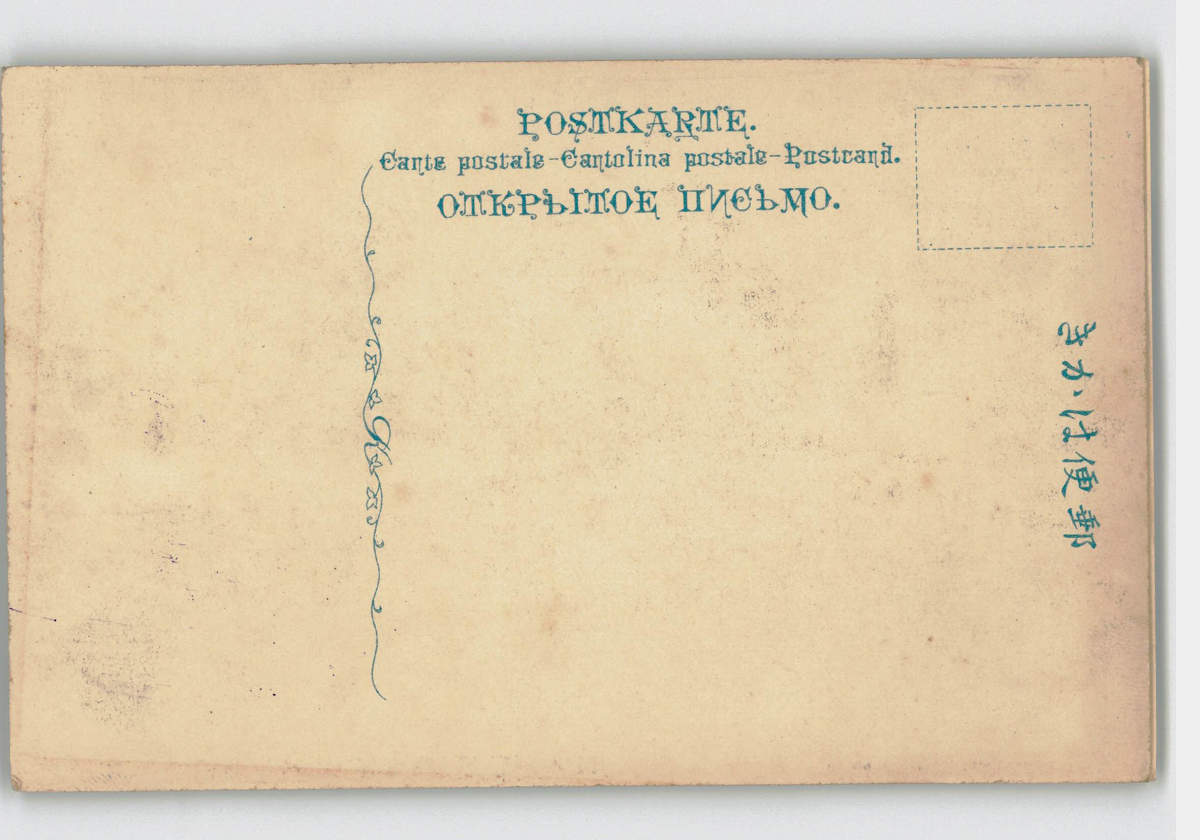 POSTKARTE.
Carte postale-Cartolina postale-Postcard.
ОТКРЫТОЕ ПИСЬМО.
郵便はかき